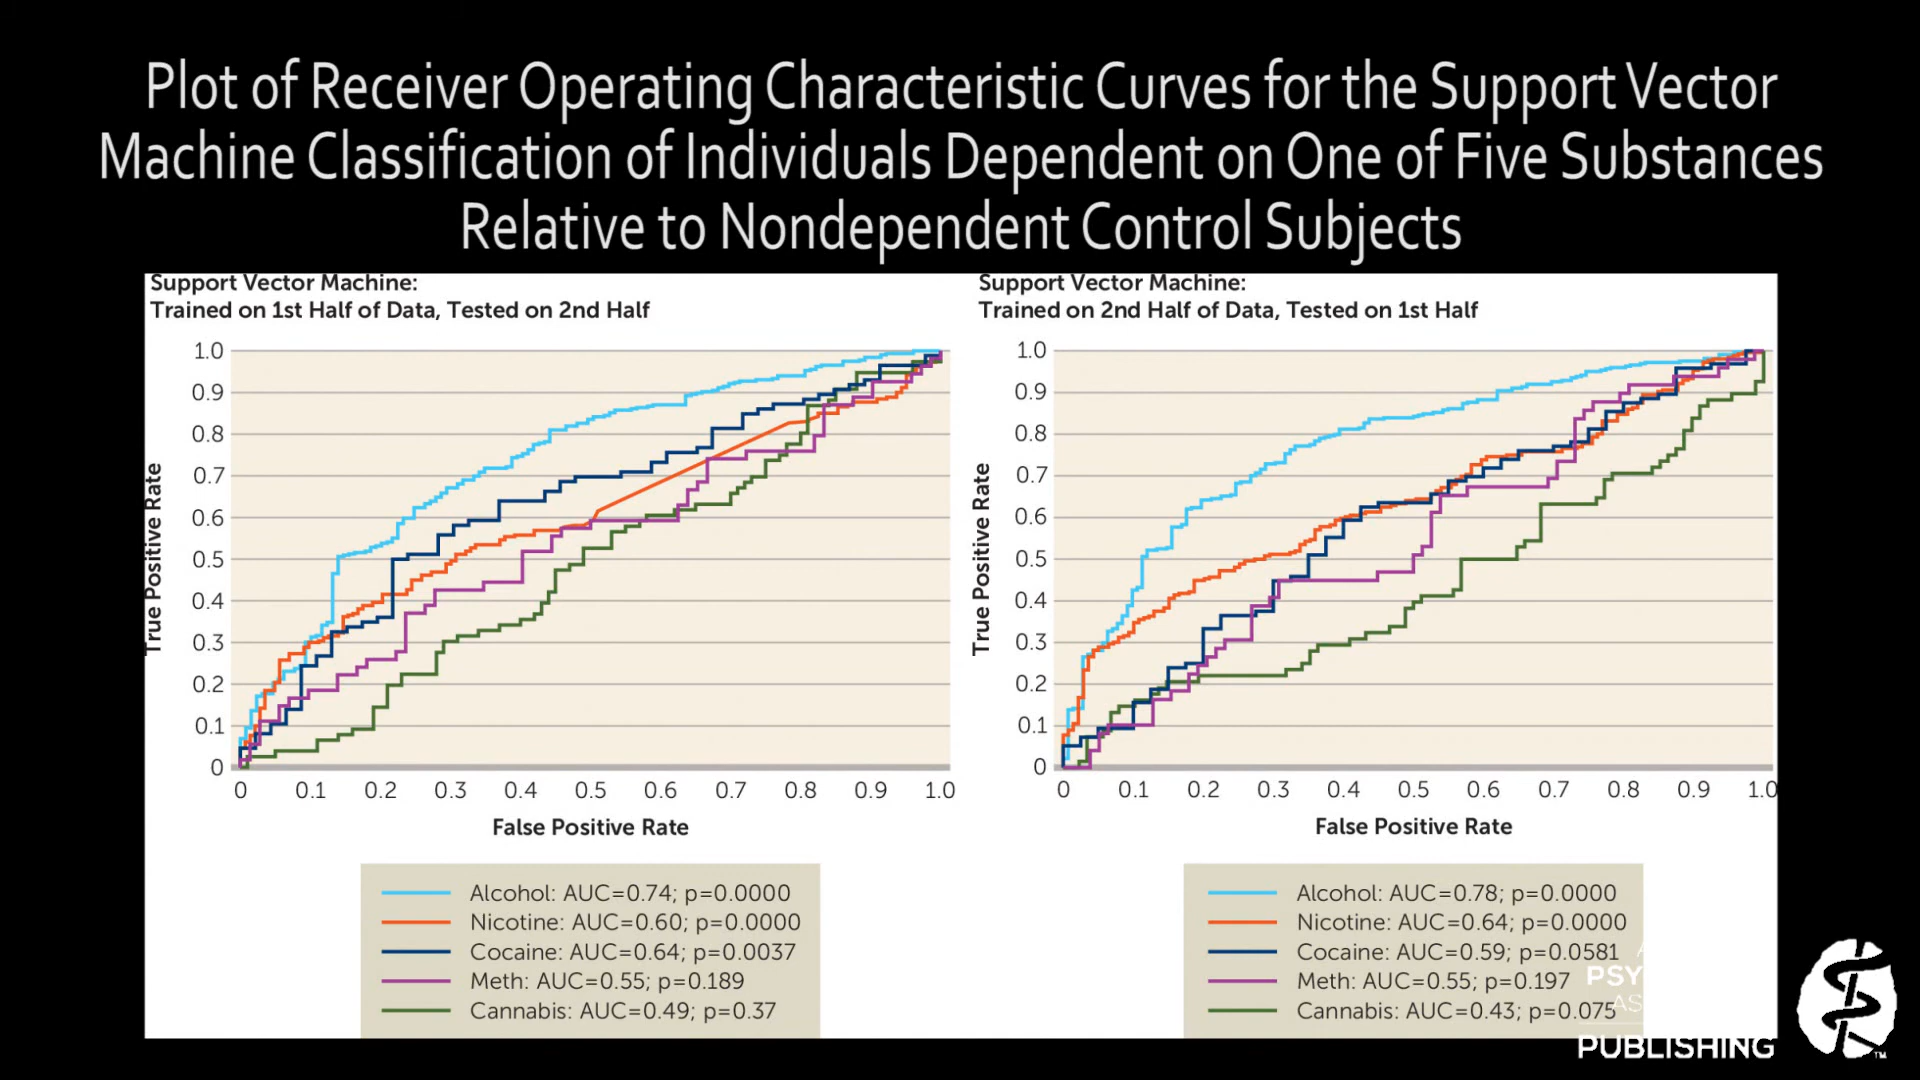 Plot of Receiver Operating Characteristic Curves for the Support Vector
Machine Classification of Individuals Dependent on One of Five Substances
Relative to Nondependent Control Subjects
Support Vector Machine:
Trained on 1st Half of Data, Tested on 2nd Half
True Positive Rate
1.0
0.9
0.8
0.7
0.6
0.5
0.4
0.3
0.2
0.1
0
0 0.1 0.2 0.3 0.4 0.5 0.6 0.7 0.8 0.9 1.0
False Positive Rate
Alcohol: AUC=0.74; p=0.0000
Nicotine: AUC=0.60; p=0.0000
Cocaine: AUC=0.64; p=0.0037
Meth: AUC=0.55; p=0.189
Cannabis: AUC=0.49; p=0.37
Support Vector Machine:
Trained on 2nd Half of Data, Tested on 1st Half
True Positive Rate
1.0
0.9
0.8
0.7
0.6
0.5
0.4
0.3
0.2
0.1
0
0 0.1 0.2 0.3 0.4 0.5 0.6 0.7 0.8 0.9 1.0
False Positive Rate
Alcohol: AUC=0.78; p=0.0000
Nicotine: AUC=0.64; p=0.0000
Cocaine: AUC=0.59; p=0.0581
Meth: AUC=0.55; p=0.197
Cannabis: AUC=0.43; p=0.075
PSY
AS
PUBLISHING
TM